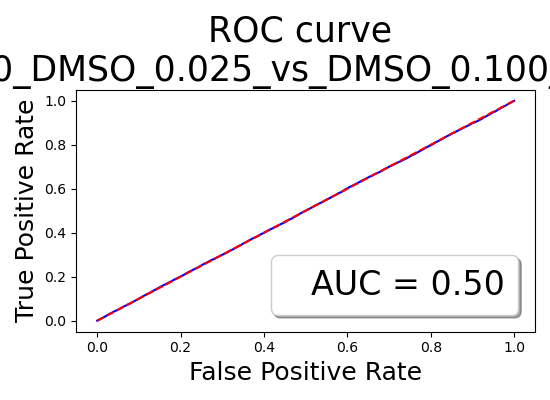 ROC curve
0_DMSO_0.025_vs_DMSO_0.100_
1.0
0.8
0.6
0.4
0.2
0.0
True Positive Rate
AUC = 0.50
0.0 0.2 0.4 0.6 0.8 1.0
False Positive Rate